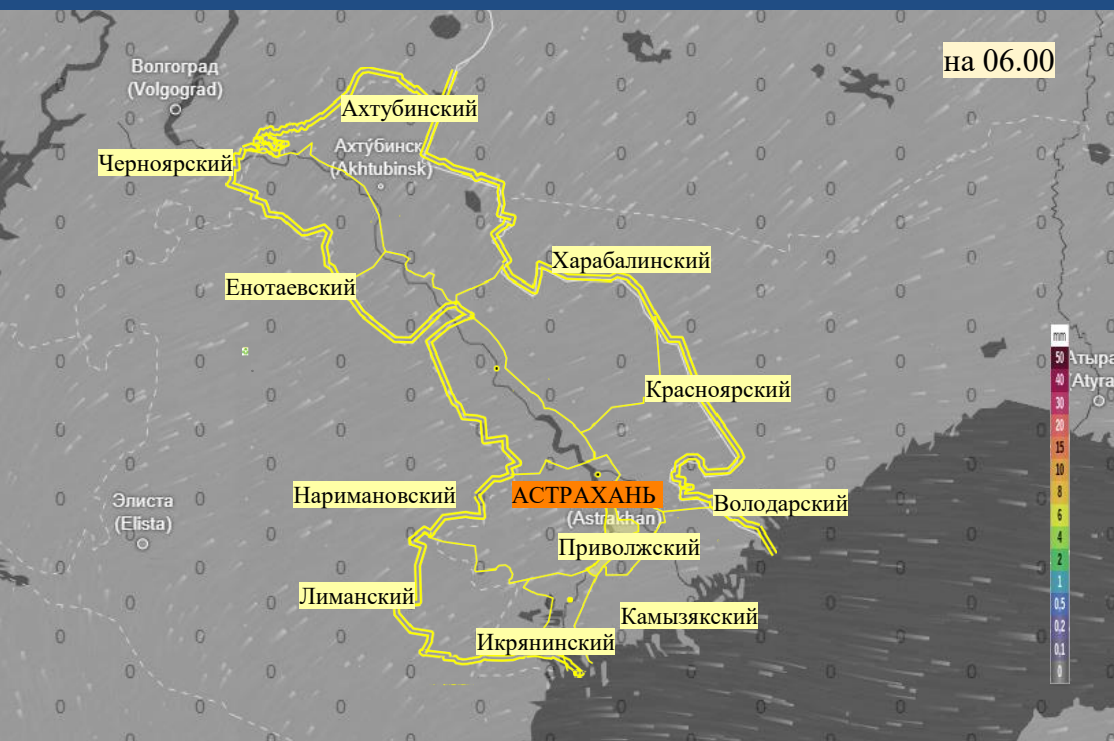 на 06.00
Волгоград
(Volgograd)
Ахтубинский
Ахту́бинск
(Akhtubinsk)
Черноярский
Харабалинский
Енотаевский
mm
50
40
30
20
15
10
8
6
4
2
1
0,5
0,2
0,1
0
Атыра
(Atyra
Красноярский
Элиста
(Elista)
Наримановский
АСТРАХАНЬ
(Astrakhan)
Володарский
Приволжский
Лиманский
Камызякский
Икрянинский